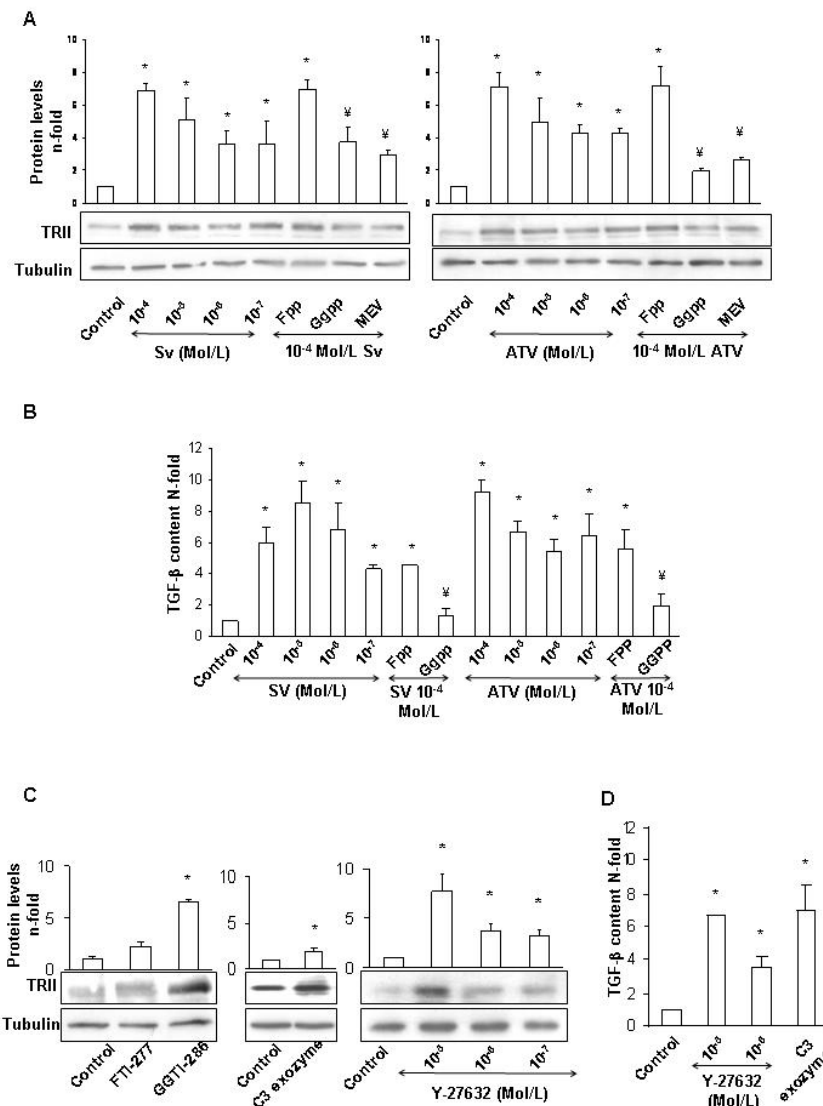 A
Protein levels
n-fold
10
8
6
4
2
0
* * * * * ¥ ¥
10
8
6
4
2
0
* * * * * ¥ ¥
TRII
Tubulin
Control 10⁻⁴ 10⁻⁵ 10⁻⁶ 10⁻⁷ Fpp Ggpp MEV
Sv (Mol/L) 10⁻⁴ Mol/L Sv
Control 10⁻⁴ 10⁻⁵ 10⁻⁶ 10⁻⁷ Fpp Ggpp MEV
ATV (Mol/L) 10⁻⁴ Mol/L ATV
B
TGF-β content N-fold
12
10
8
6
4
2
0
* * * * * ¥ * * * * * ¥
Control 10⁻⁴ 10⁻⁵ 10⁻⁶ 10⁻⁷ Fpp Ggpp 10⁻⁴ 10⁻⁵ 10⁻⁶ 10⁻⁷ FPP GGPP
SV (Mol/L) SV 10⁻⁴ Mol/L ATV (Mol/L) ATV 10⁻⁴ Mol/L
C
Protein levels
n-fold
10
5
0
*
10
5
0
*
10
5
0
* * *
TRII
Tubulin
Control FTI-277 GGTI-286
Control C3 exozyme
Control 10⁻⁵ 10⁻⁶ 10⁻⁷
Y-27632 (Mol/L)
D
TGF-β content N-fold
12
10
8
6
4
2
0
* * *
Control 10⁻⁵ 10⁻⁶ C3 exozyme
Y-27632
(Mol/L)